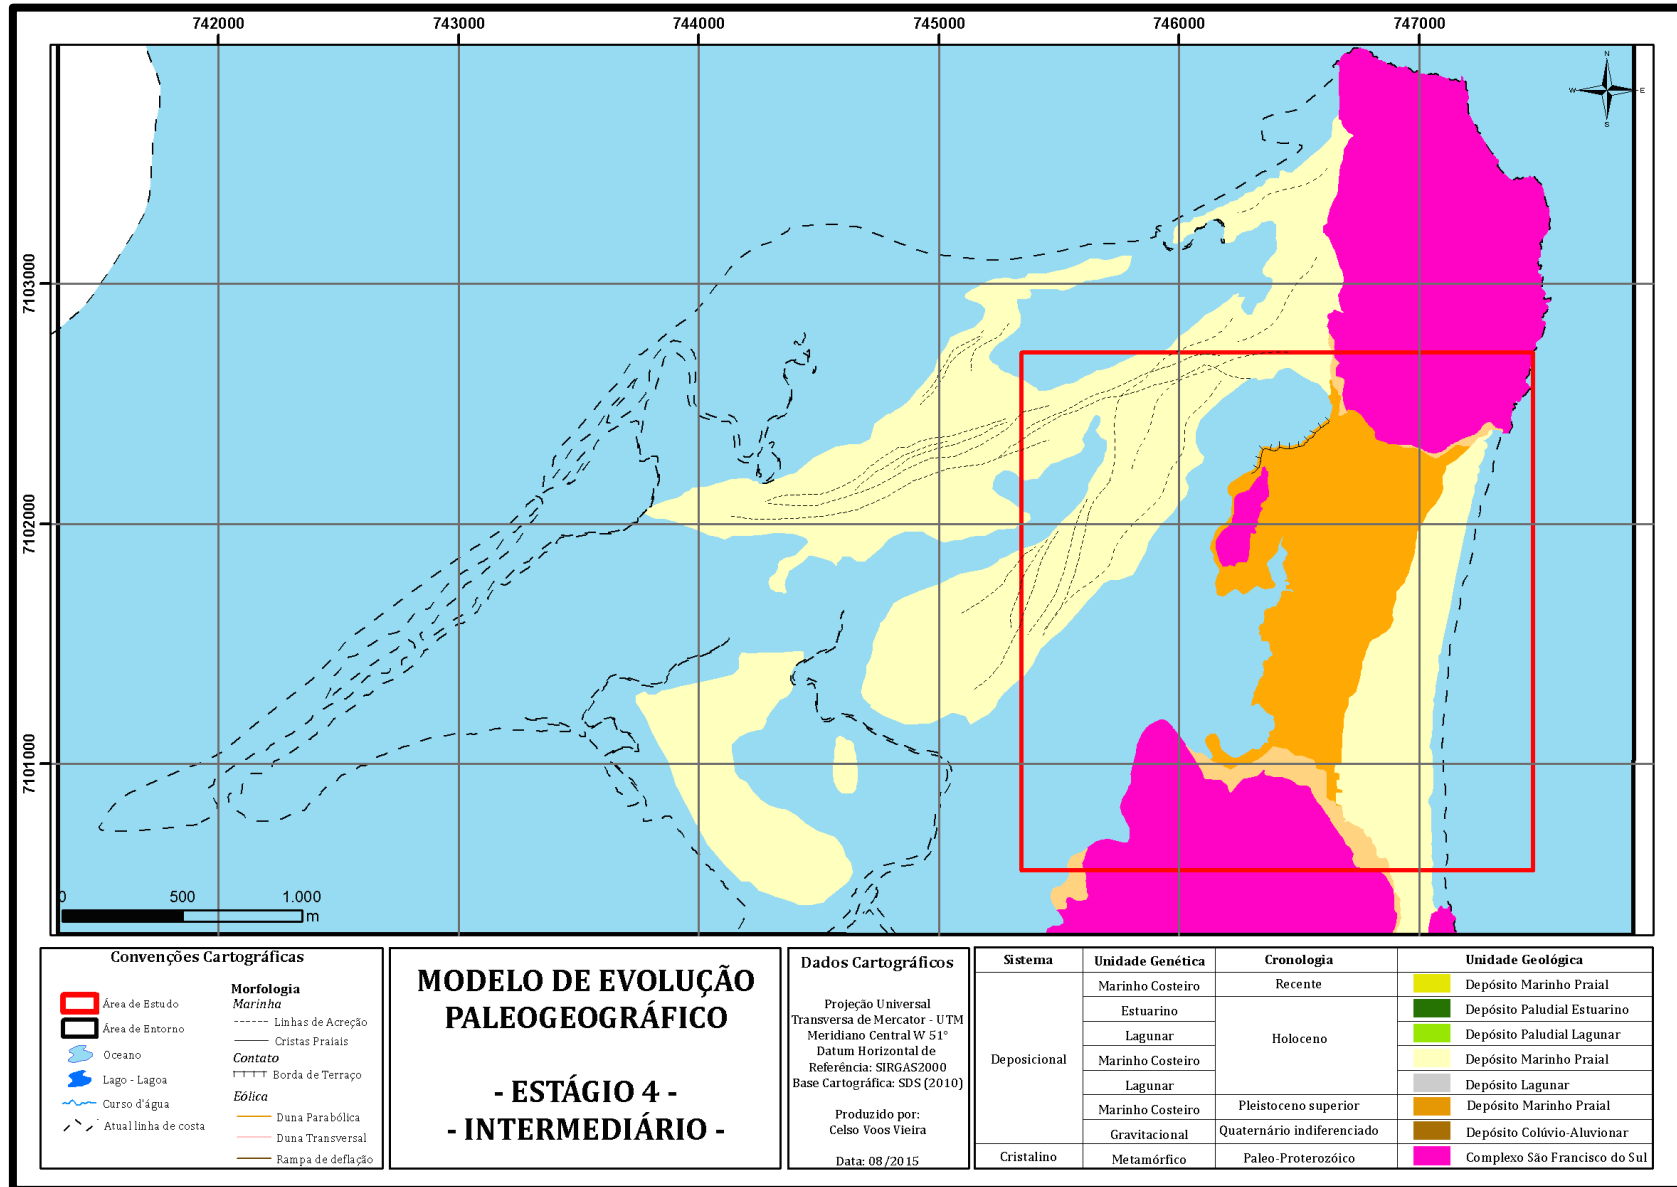 742000 743000 744000 745000 746000 747000
N
W E
S
7103000
7102000
7101000
0 500 1.000
m
Convenções Cartográficas
Área de Estudo
Área de Entorno
Oceano
Lago - Lagoa
Curso d'água
Atual linha de costa
Morfologia
Marinha
Linhas de Acreção
Cristas Praiais
Contato
Borda de Terraço
Eólica
Duna Parabólica
Duna Transversal
Rampa de deflação
MODELO DE EVOLUÇÃO
PALEOGEOGRÁFICO
- ESTÁGIO 4 -
- INTERMEDIÁRIO -
Dados Cartográficos
Projeção Universal
Transversa de Mercator - UTM
Meridiano Central W 51°
Datum Horizontal de
Referência: SIRGAS2000
Base Cartográfica: SDS (2010)
Produzido por:
Celso Voos Vieira
Data: 08/2015
Sistema Unidade Genética Cronologia Unidade Geológica
Marinho Costeiro Recente Depósito Marinho Praial
Estuarino Depósito Paludial Estuarino
Lagunar Holoceno Depósito Paludial Lagunar
Deposicional Marinho Costeiro Depósito Marinho Praial
Lagunar Depósito Lagunar
Marinho Costeiro Pleistoceno superior Depósito Marinho Praial
Gravitacional Quaternário indiferenciado Depósito Colúvio-Aluvionar
Cristalino Metamórfico Paleo-Proterozóico Complexo São Francisco do Sul